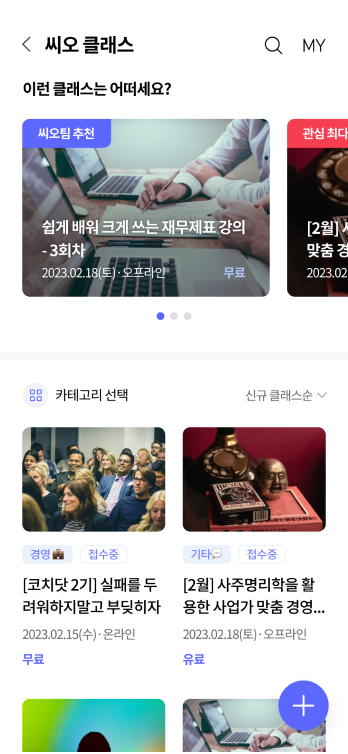 씨오 클래스
MY
이런 클래스는 어떠세요?
씨오팀 추천
쉽게 배워 크게 쓰는 재무제표 강의
- 3회차
2023.02.18(토)·오프라인
무료
관심 최다
[2월]
맞춤 경
2023.02
카테고리 선택
신규 클래스순
경영
접수중
[코치닷 2기] 실패를 두
려워하지말고 부딪히자
2023.02.15(수)·온라인
무료
BICYCLE
기타
접수중
[2월] 사주명리학을 활
용한 사업가 맞춤 경영...
2023.02.18(토)·오프라인
유료